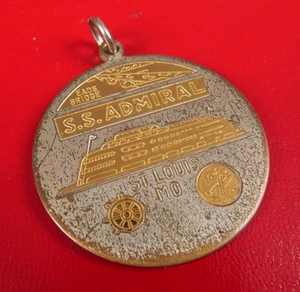 EADS
BRIDGE
S.S. ADMIRAL
ST. LOUIS
MO.